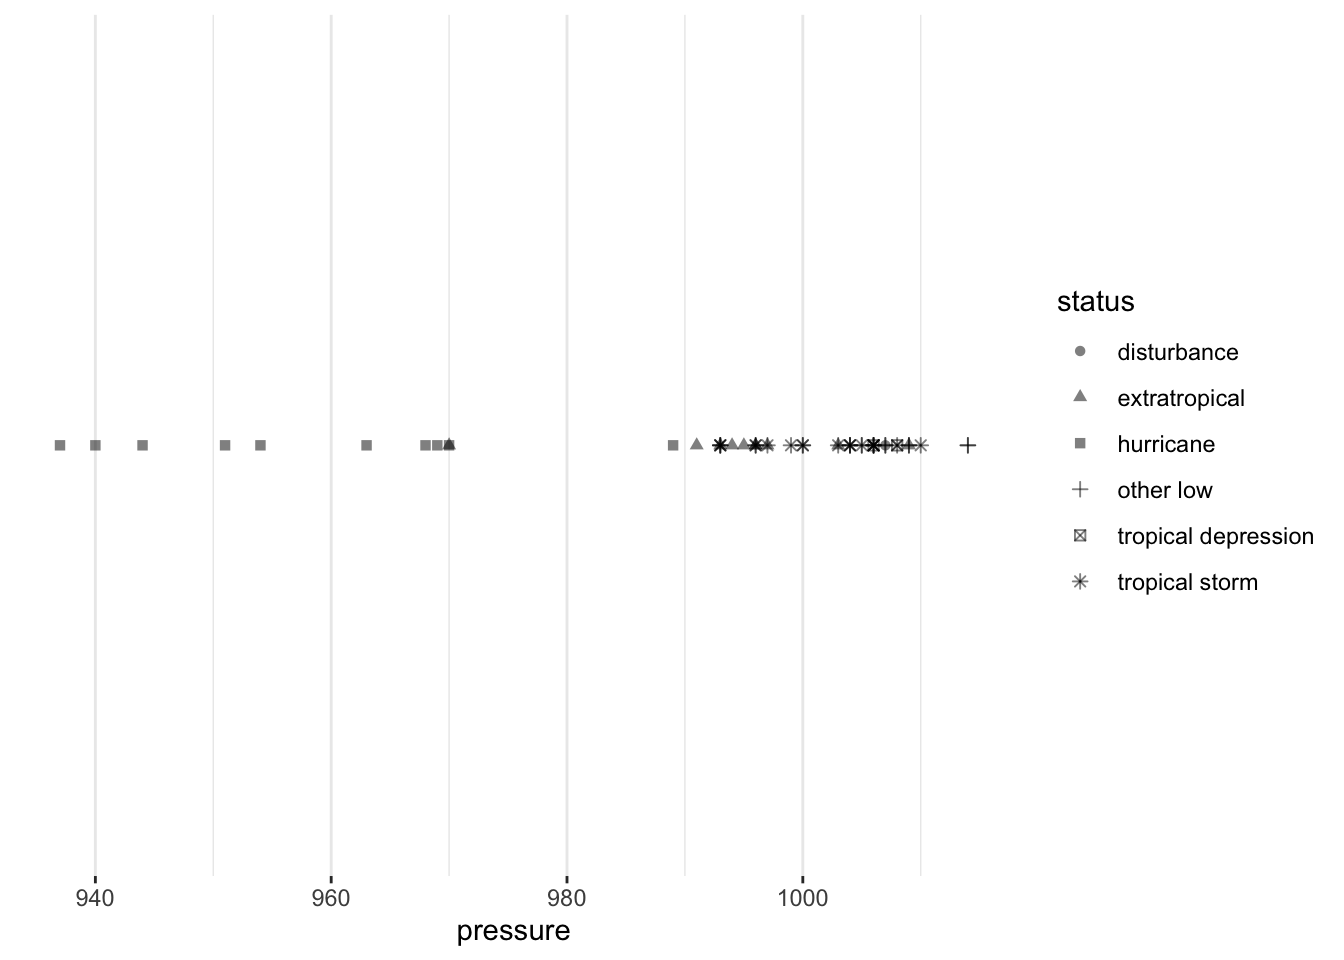 status
disturbance
extratropical
hurricane
other low
tropical depression
tropical storm
940 960 980 1000
pressure